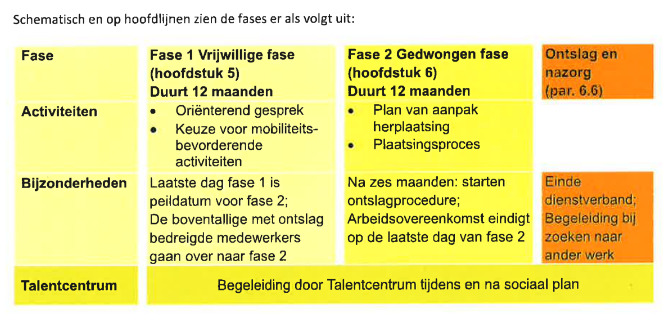 Schematisch en op hoofdlijnen zien de fases er als volgt uit:
Fase
Fase 1 Vrijwillige fase
(hoofdstuk 5)
Duurt 12 maanden
Fase 2 Gedwongen fase
(hoofdstuk 6)
Duurt 12 maanden
Ontslag en
nazorg
(par. 6.6)
Activiteiten
• Oriënterend gesprek
• Keuze voor mobiliteits-
bevorderende
activiteiten
• Plan van aanpak
herplaatsing
• Plaatsingsproces
Bijzonderheden
Laatste dag fase 1 is
peildatum voor fase 2;
De boventallige met ontslag
bedreigde medewerkers
gaan over naar fase 2
Na zes maanden: starten
ontslagprocedure;
Arbeidsovereenkomst eindigt
op de laatste dag van fase 2
Einde
dienstverband;
Begeleiding bij
zoeken naar
ander werk
Talentcentrum
Begeleiding door Talentcentrum tijdens en na sociaal plan